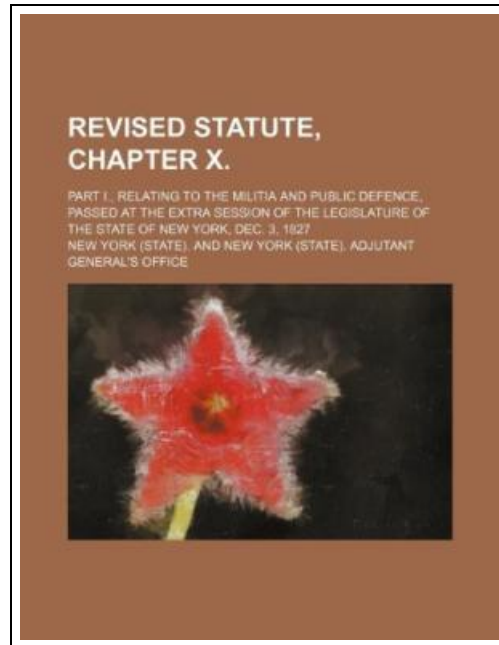 REVISED STATUTE,
CHAPTER X.
PART I., RELATING TO THE MILITIA AND PUBLIC DEFENCE,
PASSED AT THE EXTRA SESSION OF THE LEGISLATURE OF
THE STATE OF NEW YORK, DEC. 3, 1827
NEW YORK (STATE). AND NEW YORK (STATE). ADJUTANT
GENERAL'S OFFICE